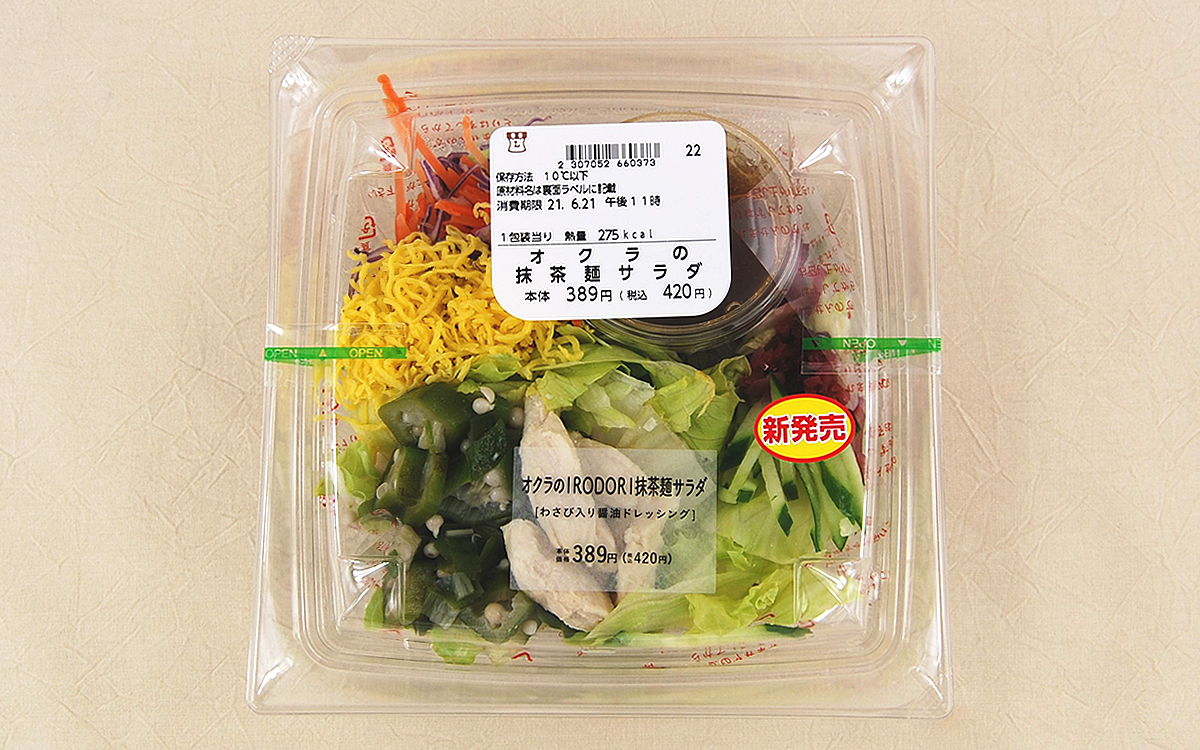 22
2 307052 660373
保存方法 10℃以下
原材料名は裏面ラベルに記載
消費期限 21. 6.21 午後11時
1包装当り 熱量 275kcal
オクラの
抹茶麺サラダ
本体 389円(税込 420円)
OPEN OPEN
OPEN
新発売
オクラのIRODORI抹茶麺サラダ
[わさび入り醤油ドレッシング]
本体価格389円(税込420円)